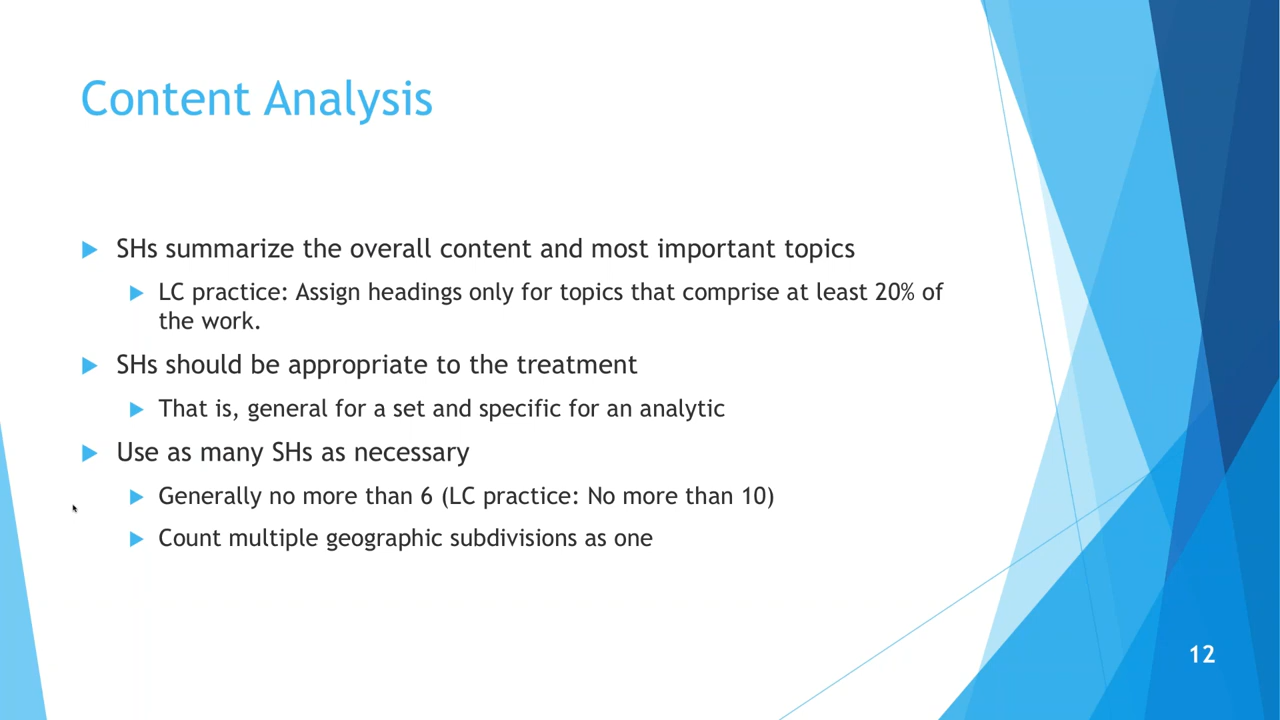 Content Analysis
SHs summarize the overall content and most important topics
LC practice: Assign headings only for topics that comprise at least 20% of
the work.
SHs should be appropriate to the treatment
That is, general for a set and specific for an analytic
Use as many SHs as necessary
Generally no more than 6 (LC practice: No more than 10)
Count multiple geographic subdivisions as one
12